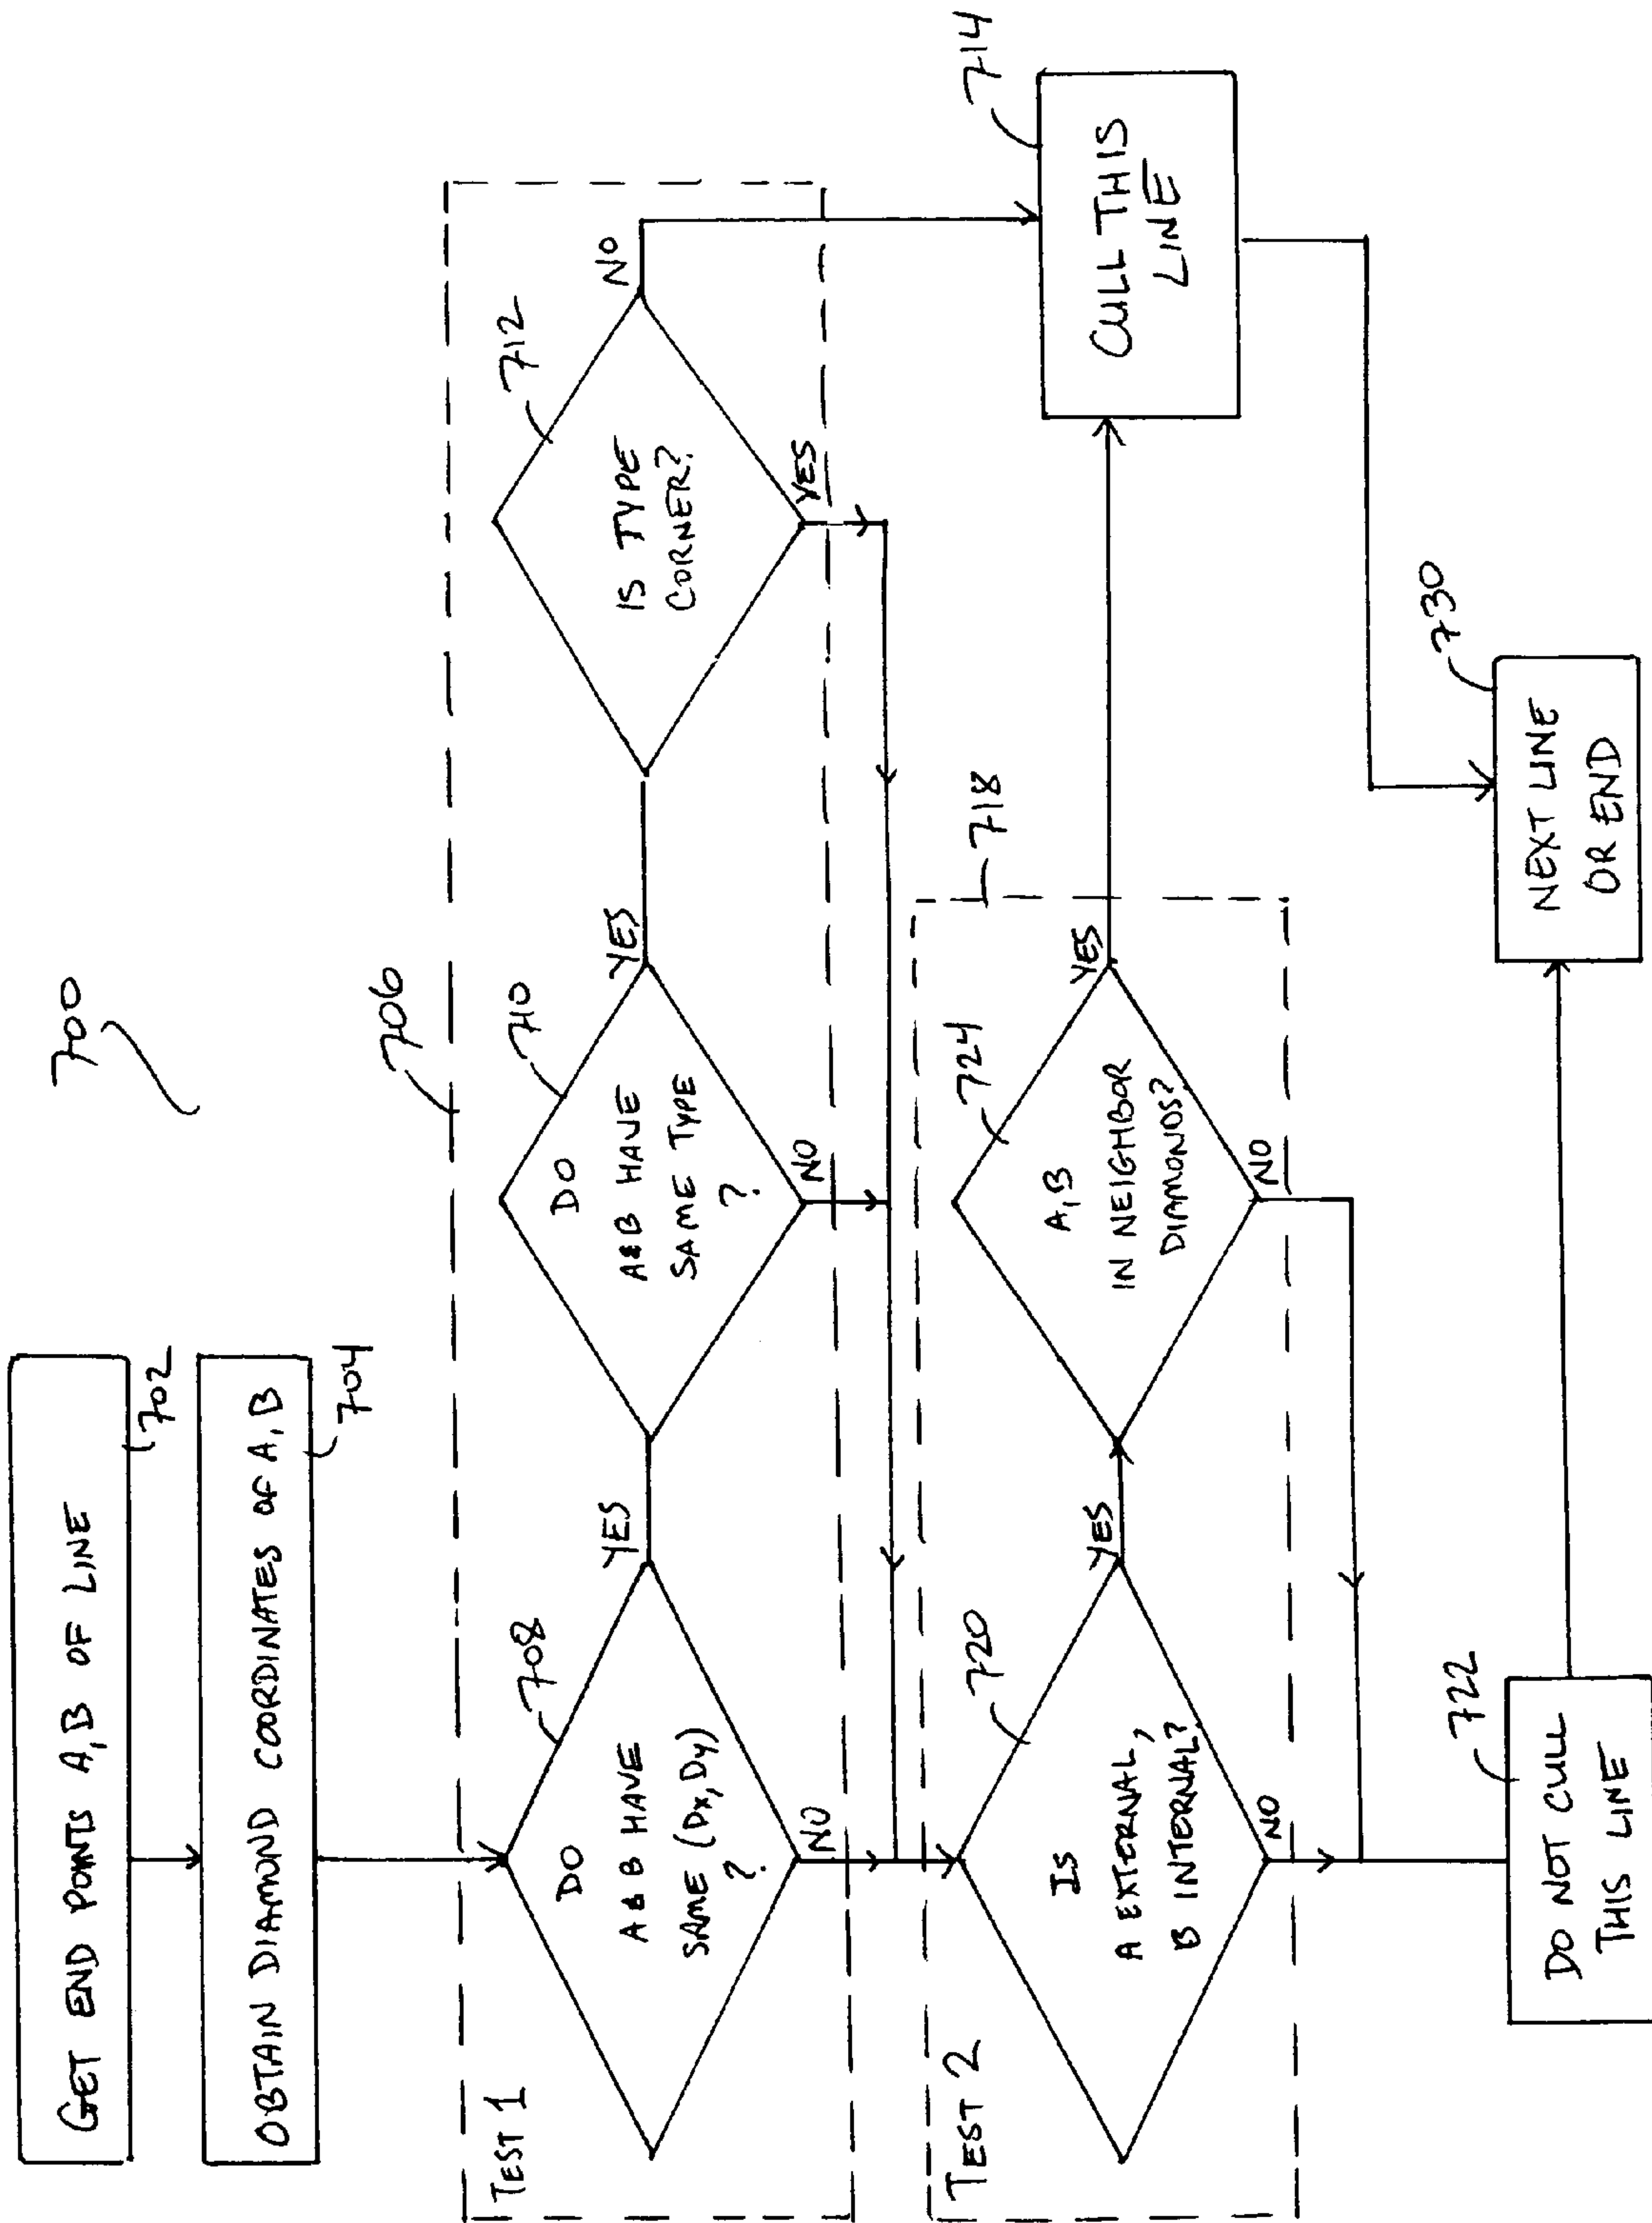 700
GET END POINTS A,B OF LINE
702
OBTAIN DIAMOND COORDINATES OF A,B
704
706
TEST 1
708
DO
A & B HAVE
SAME (Dx, Dy)
?
YES
NO
710
DO
A & B HAVE
SAME TYPE
?
YES
NO
712
IS TYPE
CORNER?
NO
YES
714
CULL THIS
LINE
718
TEST 2
720
IS
A EXTERNAL,
B INTERNAL?
YES
NO
724
A,B
IN NEIGHBOR
DIAMONDS?
YES
NO
722
DO NOT CULL
THIS LINE
730
NEXT LINE
OR END